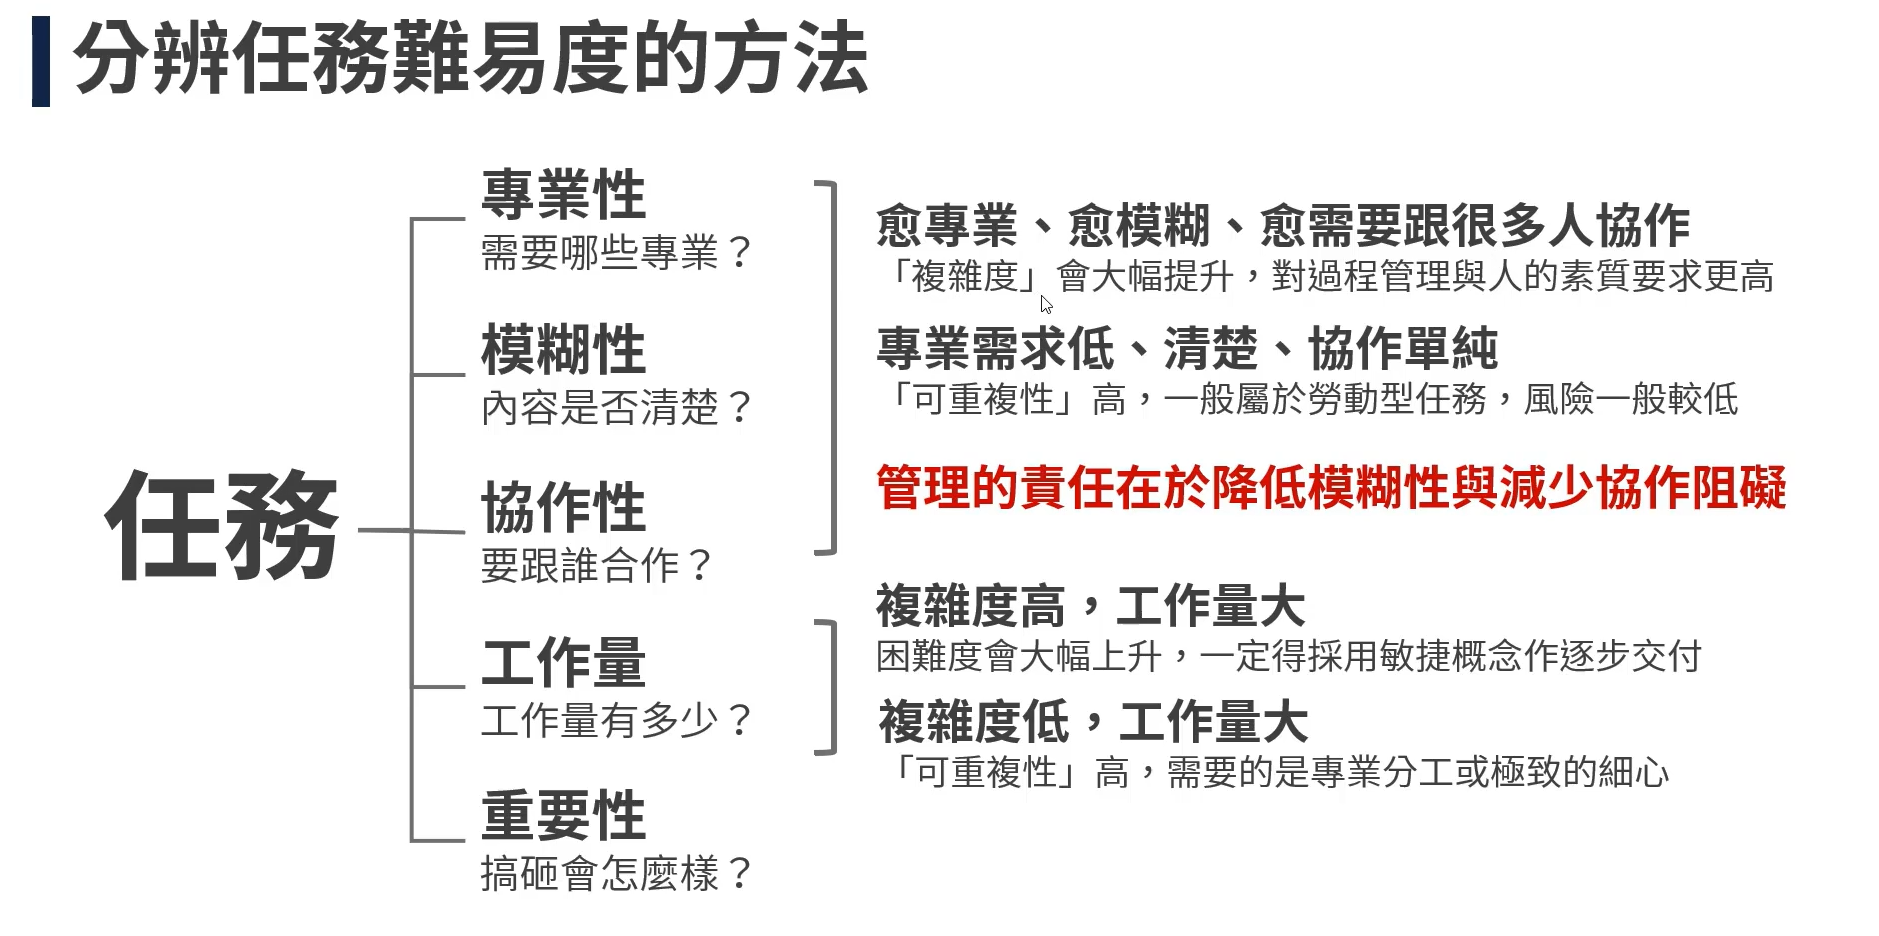 分辨任務難易度的方法
任務
專業性
需要哪些專業？
模糊性
內容是否清楚？
協作性
要跟誰合作？
工作量
工作量有多少？
重要性
搞砸會怎麼樣？
愈專業、愈模糊、愈需要跟很多人協作
「複雜度」會大幅提升，對過程管理與人的素質要求更高
專業需求低、清楚、協作單純
「可重複性」高，一般屬於勞動型任務，風險一般較低
管理的責任在於降低模糊性與減少協作阻礙
複雜度高，工作量大
困難度會大幅上升，一定得採用敏捷概念作逐步交付
複雜度低，工作量大
「可重複性」高，需要的是專業分工或極致的細心